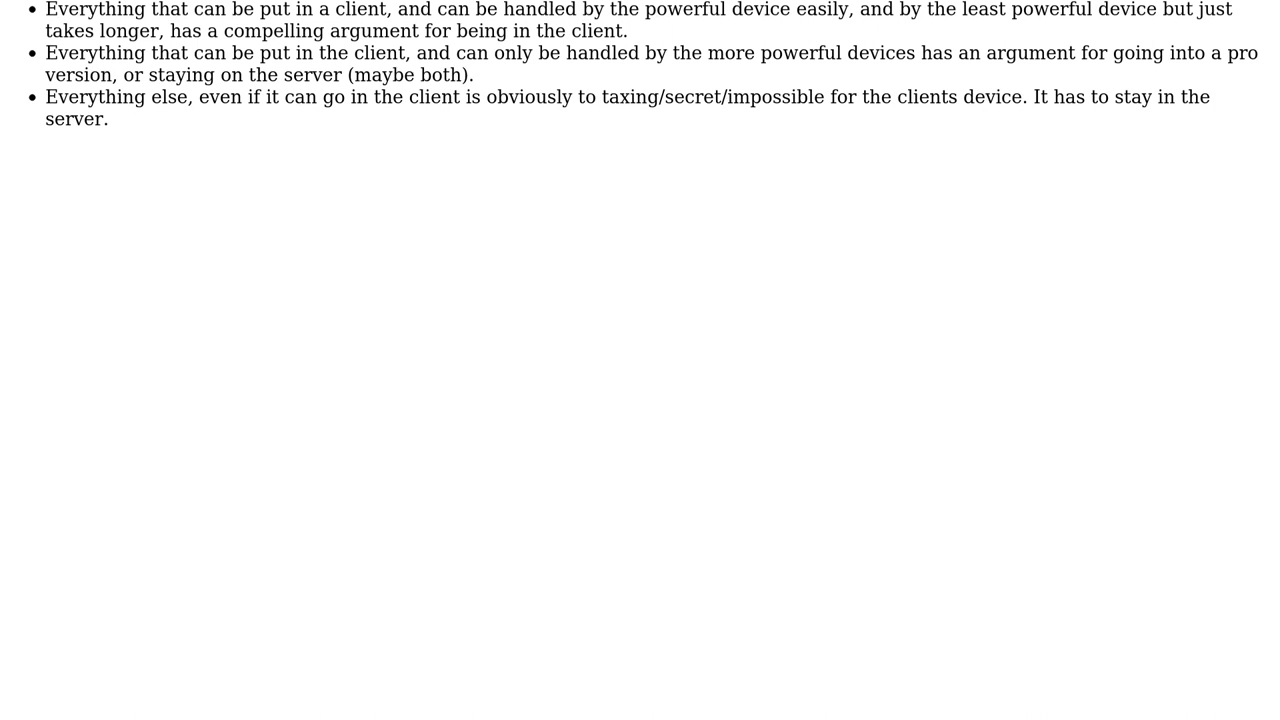 • Everything that can be put in a client, and can be handled by the powerful device easily, and by the least powerful device but just
takes longer, has a compelling argument for being in the client.
• Everything that can be put in the client, and can only be handled by the more powerful devices has an argument for going into a pro
version, or staying on the server (maybe both).
• Everything else, even if it can go in the client is obviously to taxing/secret/impossible for the clients device. It has to stay in the
server.